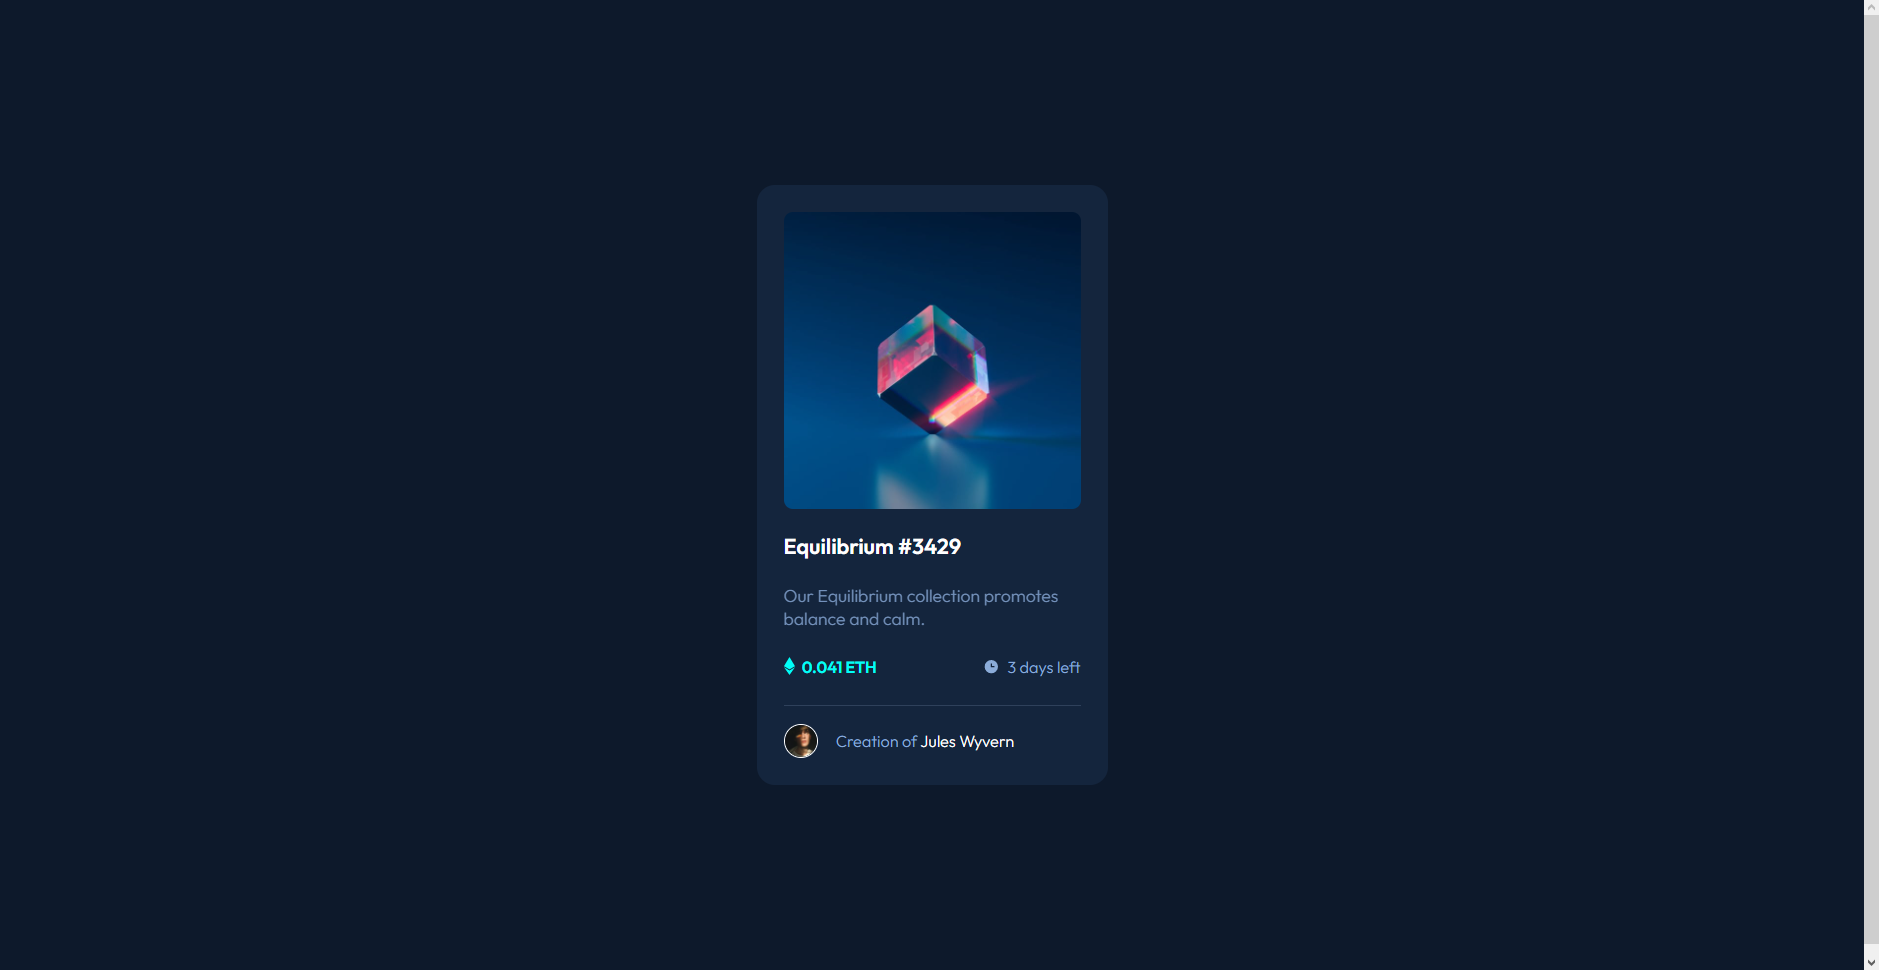 Equilibrium #3429
Our Equilibrium collection promotes
balance and calm.
0.041 ETH
3 days left
Creation of Jules Wyvern